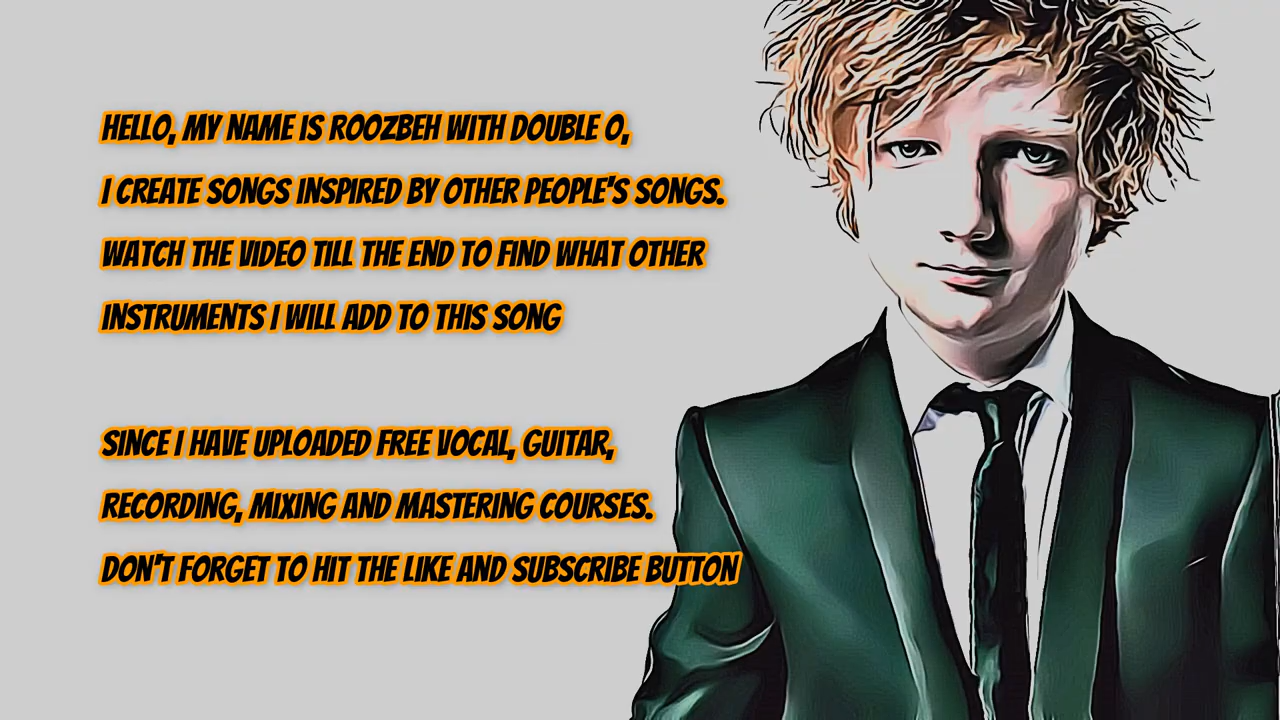 HELLO, MY NAME IS ROOZBEH WITH DOUBLE O,
I CREATE SONGS INSPIRED BY OTHER PEOPLE'S SONGS.
WATCH THE VIDEO TILL THE END TO FIND WHAT OTHER
INSTRUMENTS I WILL ADD TO THIS SONG
SINCE I HAVE UPLOADED FREE VOCAL, GUITAR,
RECORDING, MIXING AND MASTERING COURSES.
DON'T FORGET TO HIT THE LIKE AND SUBSCRIBE BUTTON